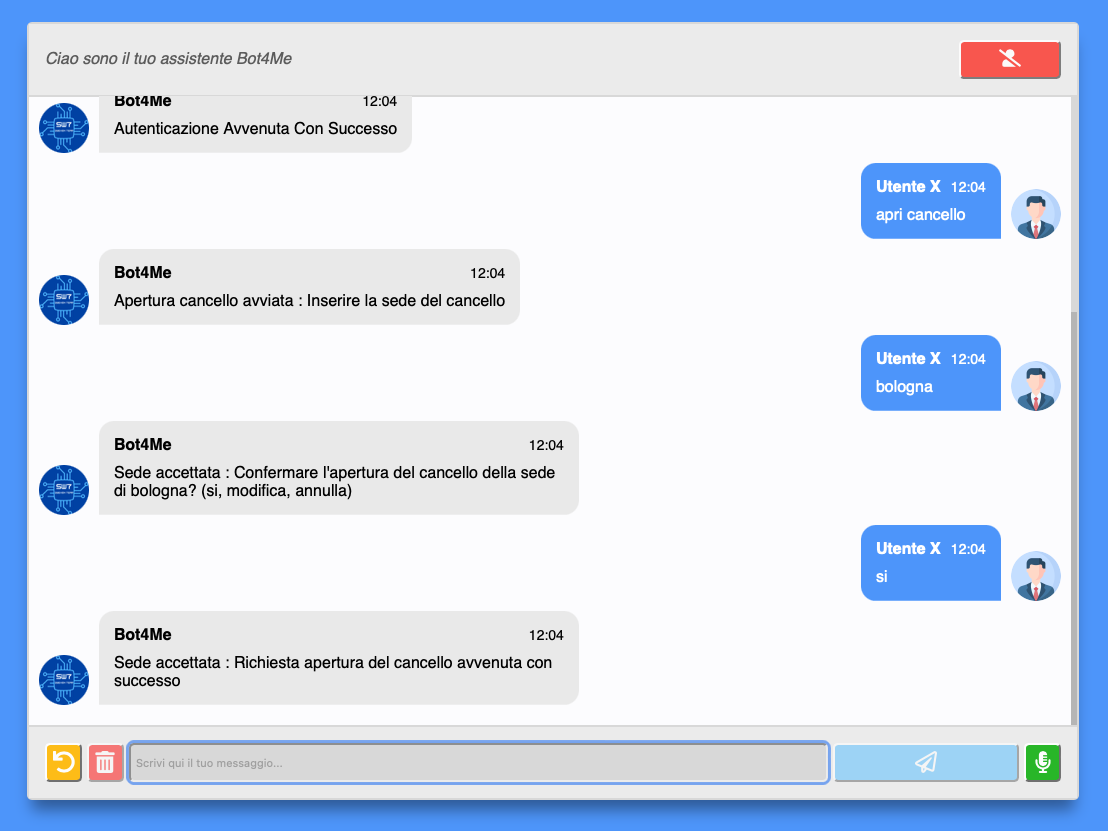 Ciao sono il tuo assistente Bot4Me
Bot4Me 12:04
Autenticazione Avvenuta Con Successo
Utente X 12:04
apri cancello
Bot4Me 12:04
Apertura cancello avviata : Inserire la sede del cancello
Utente X 12:04
bologna
Bot4Me 12:04
Sede accettata : Confermare l'apertura del cancello della sede
di bologna? (si, modifica, annulla)
Utente X 12:04
si
Bot4Me 12:04
Sede accettata : Richiesta apertura del cancello avvenuta con
successo
Scrivi qui il tuo messaggio...